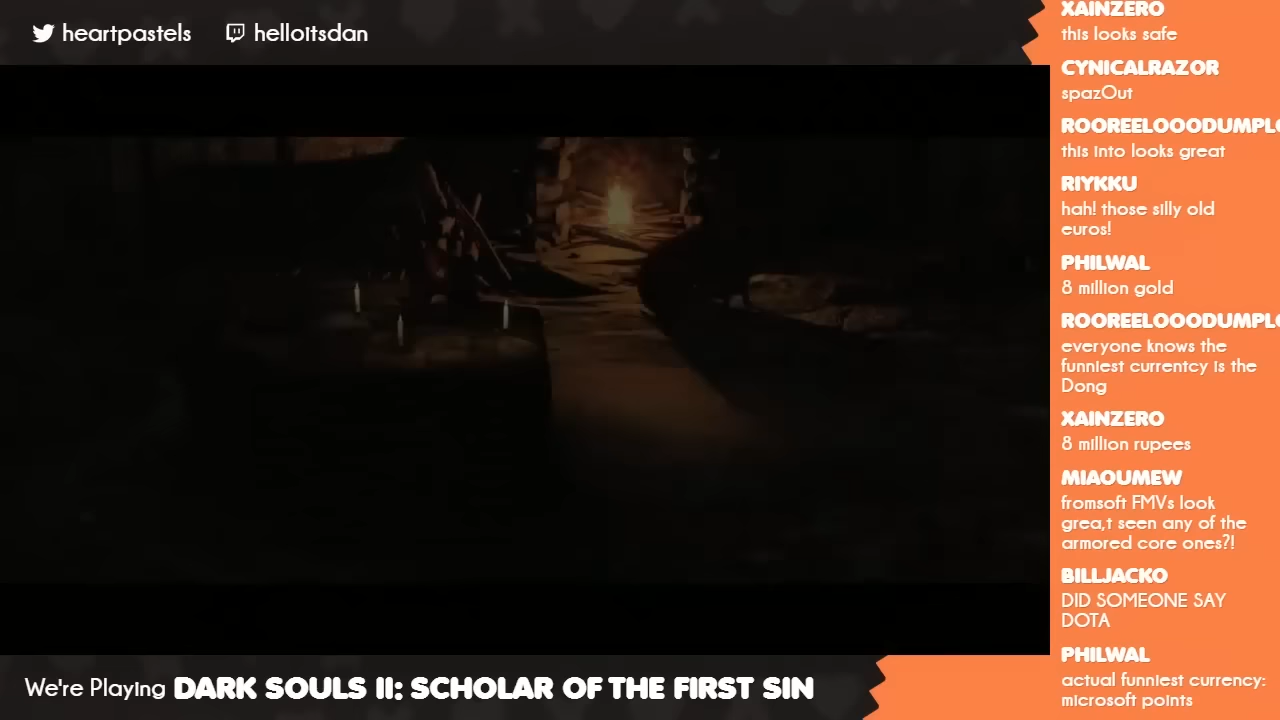 heartpastels
helloitsdan
XAINZERO
this looks safe
CYNICALRAZOR
spazOut
this into looks great
RIYKKU
hah! those silly old
euros!
PHILWAL
8 million gold
everyone knows the
funniest currentcy is the
Dong
XAINZERO
8 million rupees
MIAOUMEW
fromsoft FMVs look
grea,t seen any of the
armored core ones?!
BILLJACKO
DID SOMEONE SAY
DOTA
PHILWAL
actual funniest currency:
microsoft points
We're Playing DARK SOULS II: SCHOLAR OF THE FIRST SIN